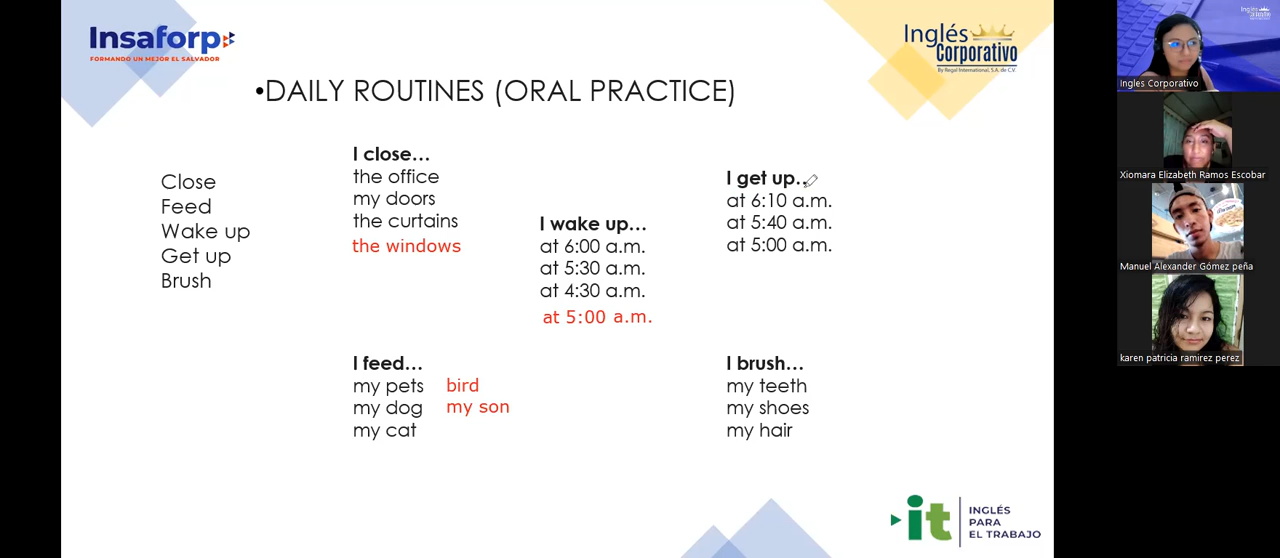 Insaforp
FORMANDO UN MEJOR EL SALVADOR
Inglés
Corporativo
By Regal International, S.A. de C.V.
•DAILY ROUTINES (ORAL PRACTICE)
Close
Feed
Wake up
Get up
Brush
I close...
the office
my doors
the curtains
the windows
I wake up...
at 6:00 a.m.
at 5:30 a.m.
at 4:30 a.m.
at 5:00 a.m.
I get up...
at 6:10 a.m.
at 5:40 a.m.
at 5:00 a.m.
I feed...
my pets bird
my dog my son
my cat
I brush...
my teeth
my shoes
my hair
it
INGLÉS
PARA
EL TRABAJO
Ingles Corporativo
Xiomara Elizabeth Ramos Escobar
Manuel Alexander Gómez peña
karen patricia ramirez perez